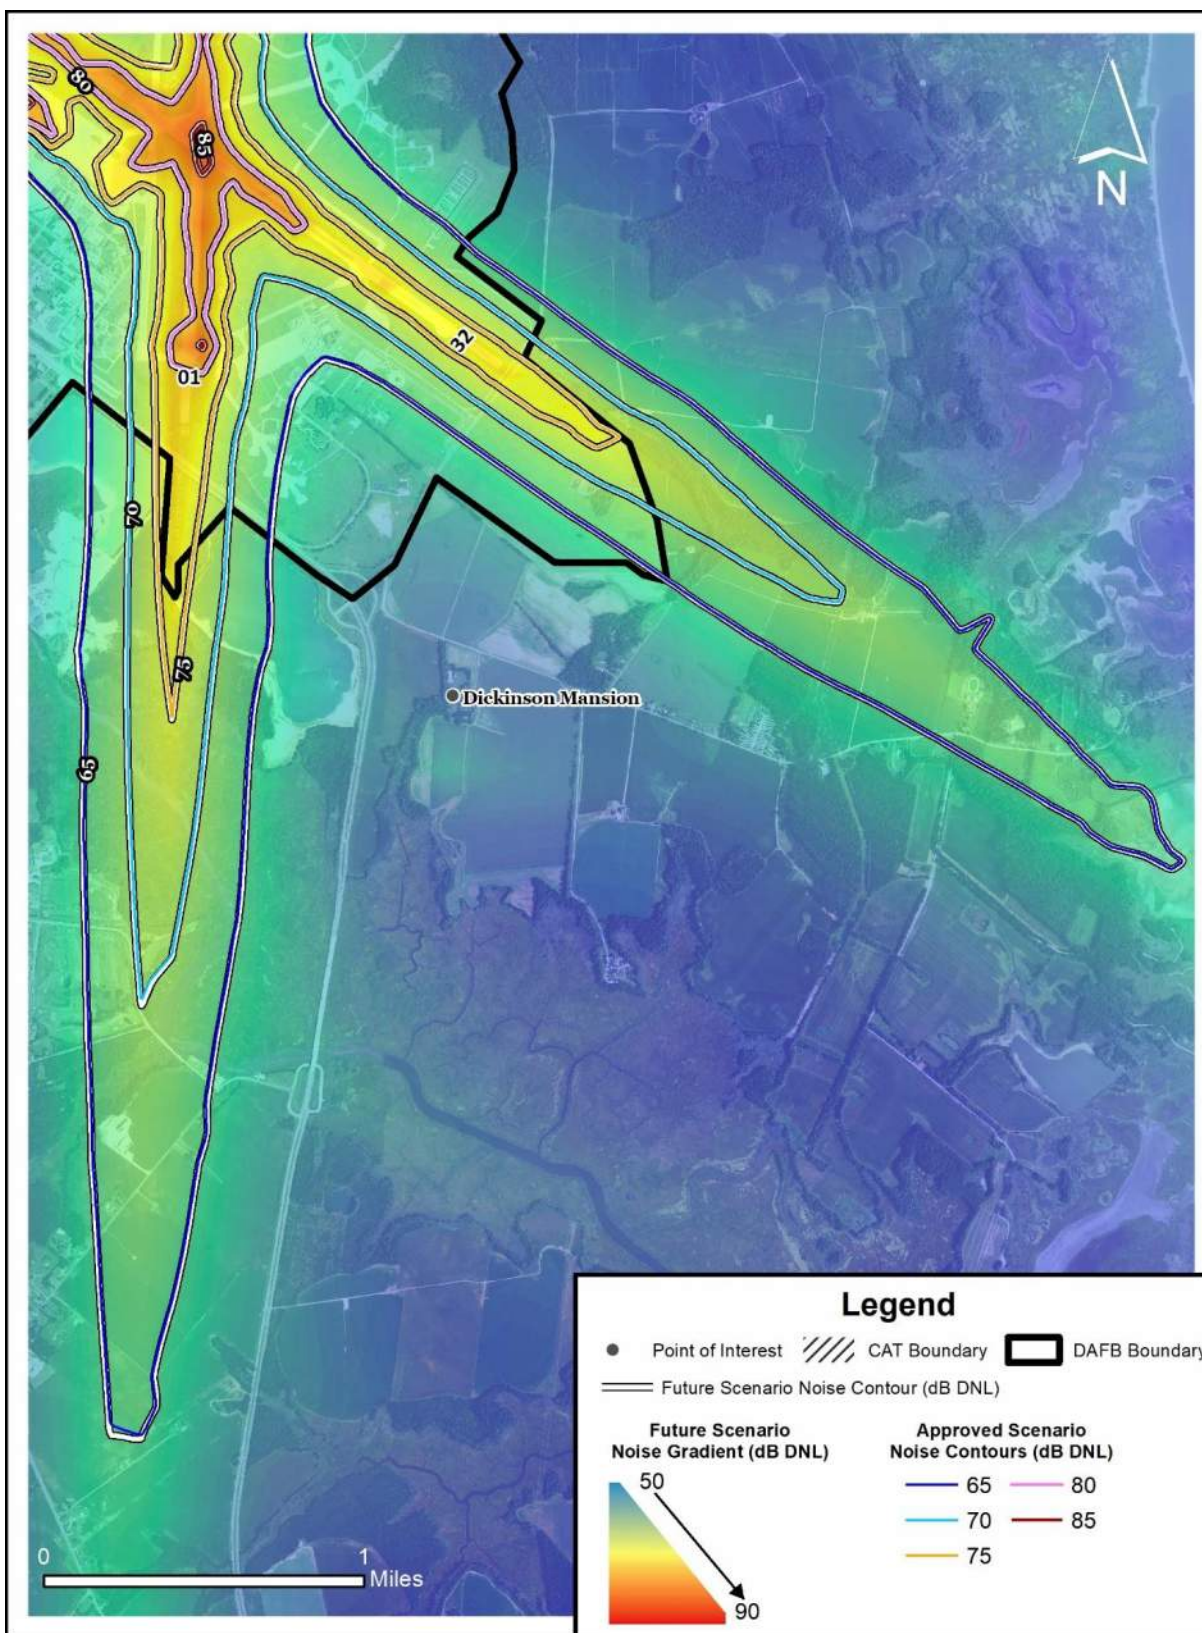 80
85
N
32
01
70
75
Dickinson Mansion
65
Legend
Point of Interest
CAT Boundary
DAFB Boundary
Future Scenario Noise Contour (dB DNL)
Future Scenario
Noise Gradient (dB DNL)
50
90
Approved Scenario
Noise Contours (dB DNL)
65
80
70
85
75
0
1
Miles